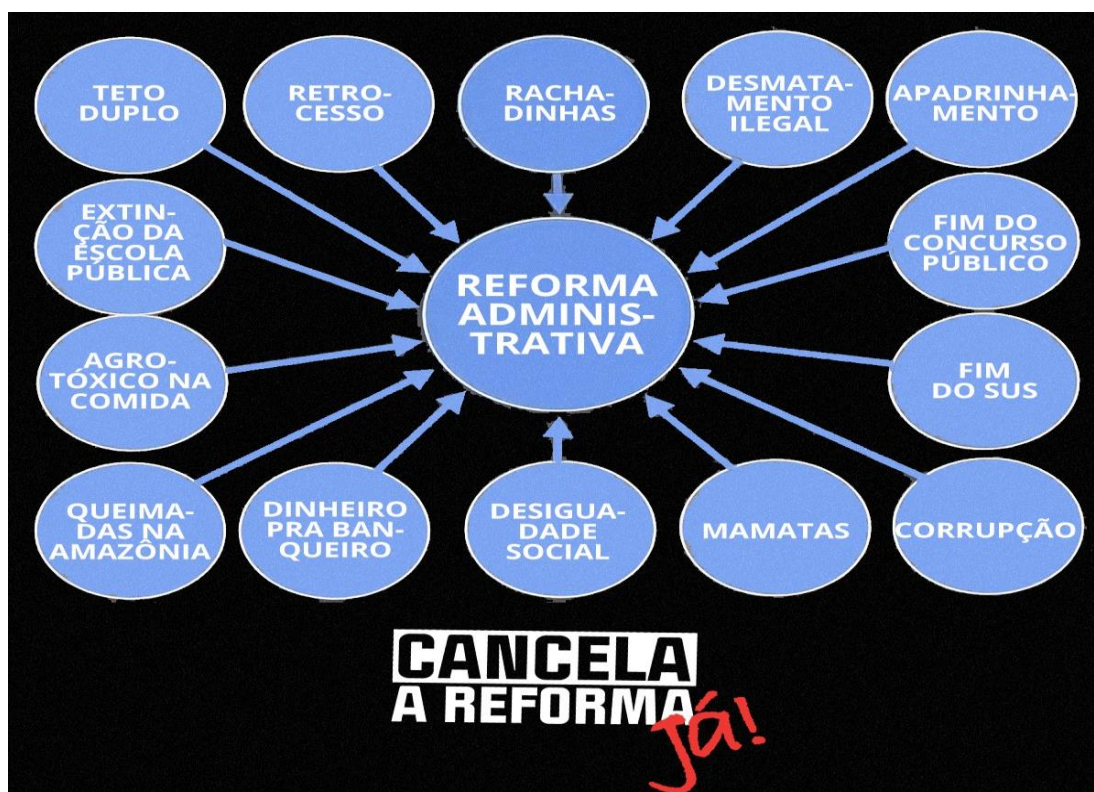 TETO
DUPLO
RETRO-
CESSO
RACHA-
DINHAS
DESMATA-
MENTO
ILEGAL
APADRINHA-
MENTO
EXTIN-
ÇÃO DA
ESCOLA
PÚBLICA
REFORMA
ADMINIS-
TRATIVA
FIM DO
CONCURSO
PÚBLICO
AGRO-
TÓXICO NA
COMIDA
FIM
DO SUS
QUEIMA-
DAS NA
AMAZÔNIA
DINHEIRO
PRA BAN-
QUEIRO
DESIGUA-
DADE
SOCIAL
MAMATAS
CORRUPÇÃO
CANCELA
A REFORMA
Já!